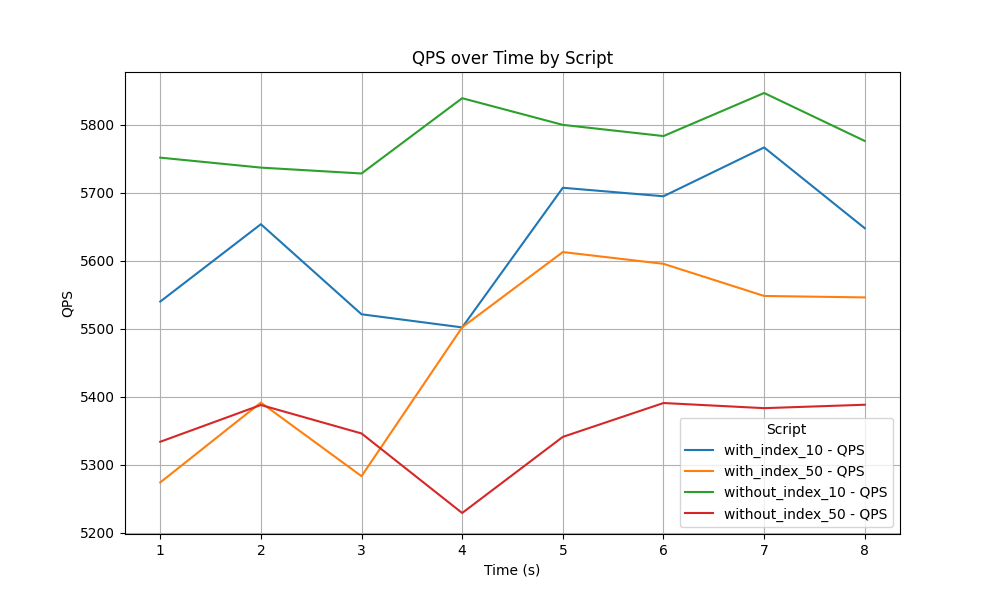 QPS over Time by Script
QPS
5800
5700
5600
5500
5400
5300
5200
1 2 3 4 5 6 7 8
Time (s)
Script
with_index_10 - QPS
with_index_50 - QPS
without_index_10 - QPS
without_index_50 - QPS